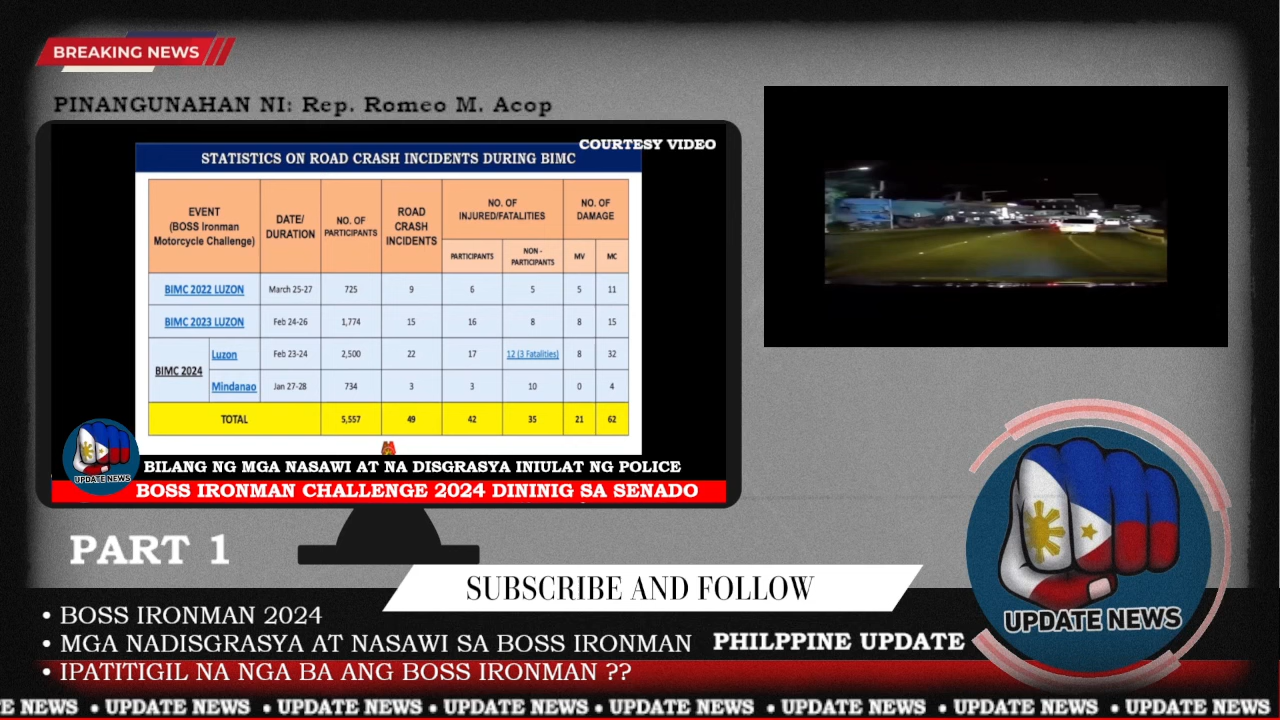 BREAKING NEWS
PINANGUNAHAN NI: Rep. Romeo M. Acop
COURTESY VIDEO
STATISTICS ON ROAD CRASH INCIDENTS DURING BIMC
EVENT (BOSS Ironman Motorcycle Challenge) DATE/ DURATION NO. OF PARTICIPANTS ROAD CRASH INCIDENTS NO. OF INJURED/FATALITIES NO. OF DAMAGE
PARTICIPANTS NON - PARTICIPANTS MV MC
BIMC 2022 LUZON March 25-27 725 9 6 5 5 11
BIMC 2023 LUZON Feb 24-26 1,774 15 16 8 8 15
BIMC 2024 Luzon Feb 23-24 2,500 22 17 12 (3 Fatalities) 8 32
Mindanao Jan 27-28 734 3 3 10 0 4
TOTAL 5,557 49 42 35 21 62
UPDATE NEWS
BILANG NG MGA NASAWI AT NA DISGRASYA INIULAT NG POLICE
BOSS IRONMAN CHALLENGE 2024 DININIG SA SENADO
PART 1
SUBSCRIBE AND FOLLOW
• BOSS IRONMAN 2024
• MGA NADISGRASYA AT NASAWI SA BOSS IRONMAN
• IPATITIGIL NA NGA BA ANG BOSS IRONMAN ??
PHILPPINE UPDATE
UPDATE NEWS
E NEWS • UPDATE NEWS • UPDATE NEWS • UPDATE NEWS • UPDATE NEWS • UPDATE NEWS • UPDATE NEWS • UPDATE NEWS